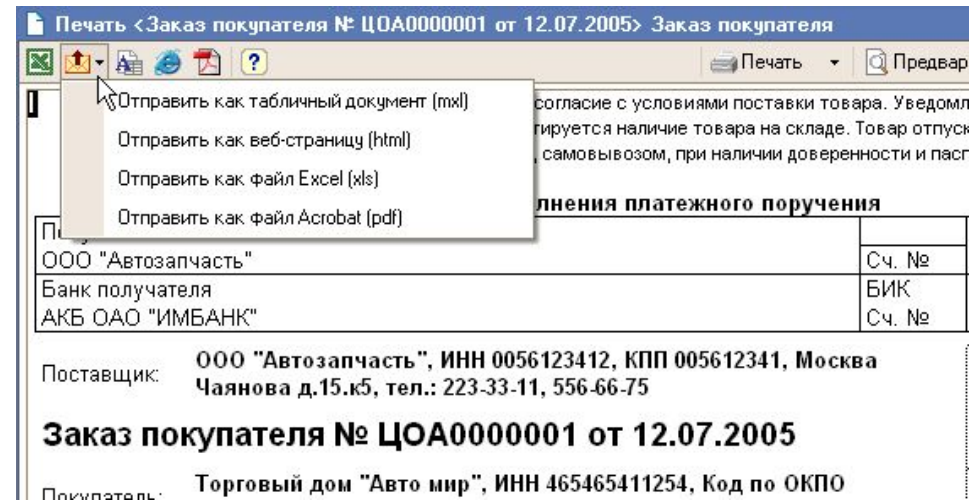 Печать <Заказ покупателя № ЦОА0000001 от 12.07.2005> Заказ покупателя
Печать
Отправить как табличный документ (mxl)
Отправить как веб-страницу (html)
Отправить как файл Excel (xls)
Отправить как файл Acrobat (pdf)
согласие с условиями поставки товара.
наличие товара на складе. Товар
самовывозом, при наличии доверенности и
платежного поручения
ООО "Автозапчасть"
Сч. №
Банк получателя
БИК
АКБ ОАО "ИМБАНК"
Сч. №
Поставщик:
ООО "Автозапчасть", ИНН 0056123412, КПП 005612341, Москва
Чаянова д.15.к5, тел.: 223-33-11, 556-66-75
Заказ покупателя № ЦОА0000001 от 12.07.2005
Покупатель:
Торговый дом "Авто мир", ИНН 465465411254, Код по ОКПО